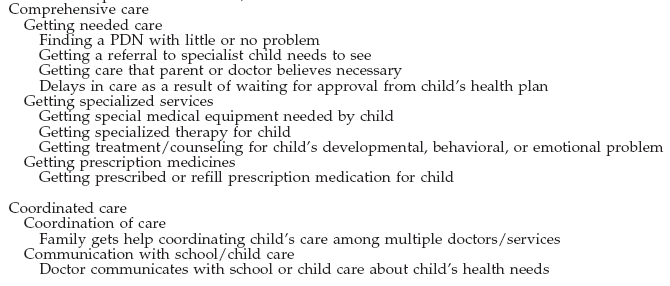 Comprehensive care
Getting needed care
Finding a PDN with little or no problem
Getting a referral to specialist child needs to see
Getting care that parent or doctor believes necessary
Delays in care as a result of waiting for approval from child's health plan
Getting specialized services
Getting special medical equipment needed by child
Getting specialized therapy for child
Getting treatment/counseling for child's developmental, behavioral, or emotional problem
Getting prescription medicines
Getting prescribed or refill prescription medication for child
Coordinated care
Coordination of care
Family gets help coordinating child's care among multiple doctors/services
Communication with school/child care
Doctor communicates with school or child care about child's health needs